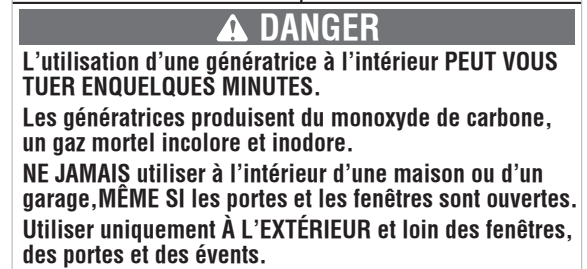 DANGER
L'utilisation d'une génératrice à l'intérieur PEUT VOUS
TUER ENQUELQUES MINUTES.
Les génératrices produisent du monoxyde de carbone,
un gaz mortel incolore et inodore.
NE JAMAIS utiliser à l'intérieur d'une maison ou d'un
garage,MÊME SI les portes et les fenêtres sont ouvertes.
Utiliser uniquement À L'EXTÉRIEUR et loin des fenêtres,
des portes et des évents.